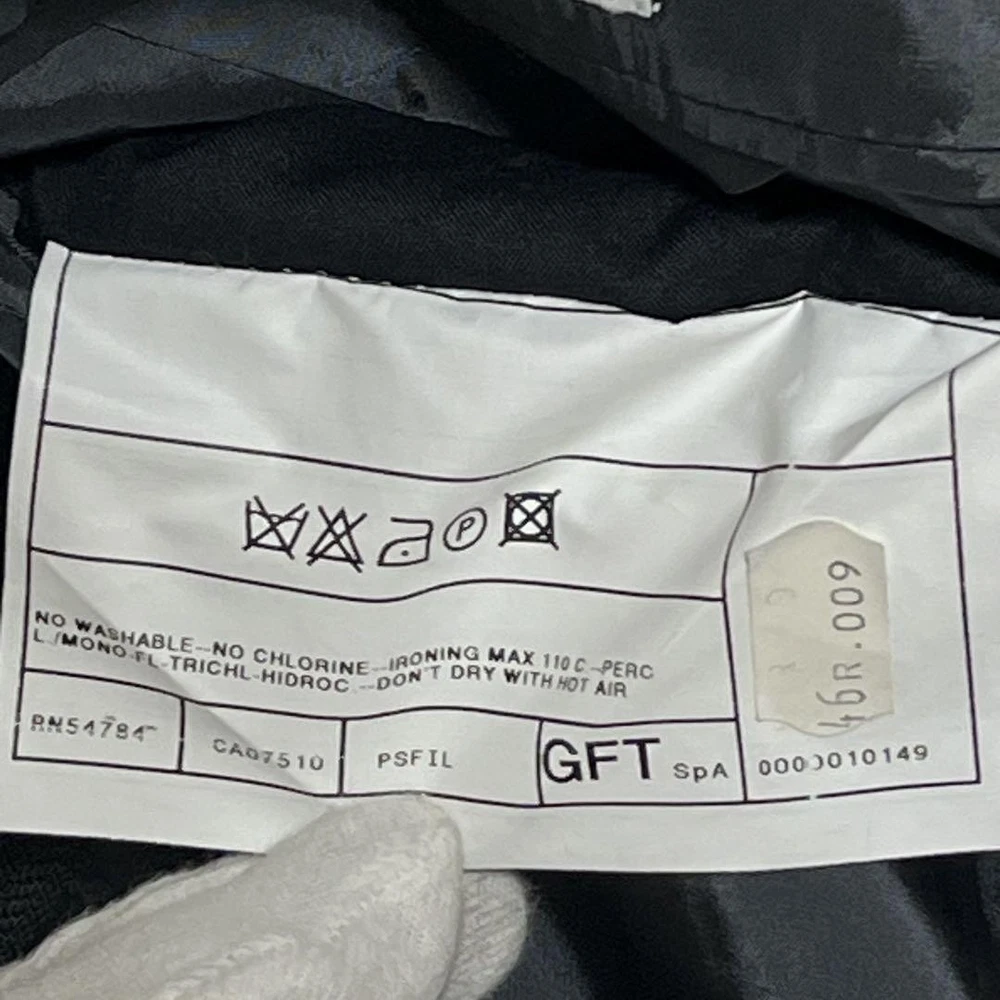 P
NO WASHABLE--NO CHLORINE--IRONING MAX 110 C -PERC
L./MONO-FL-TRICHL-HIDROC --DON'T DRY WITH HOT AIR
RN54784
CA07510
PSFIL
GFT SpA
46R.009
0000010149